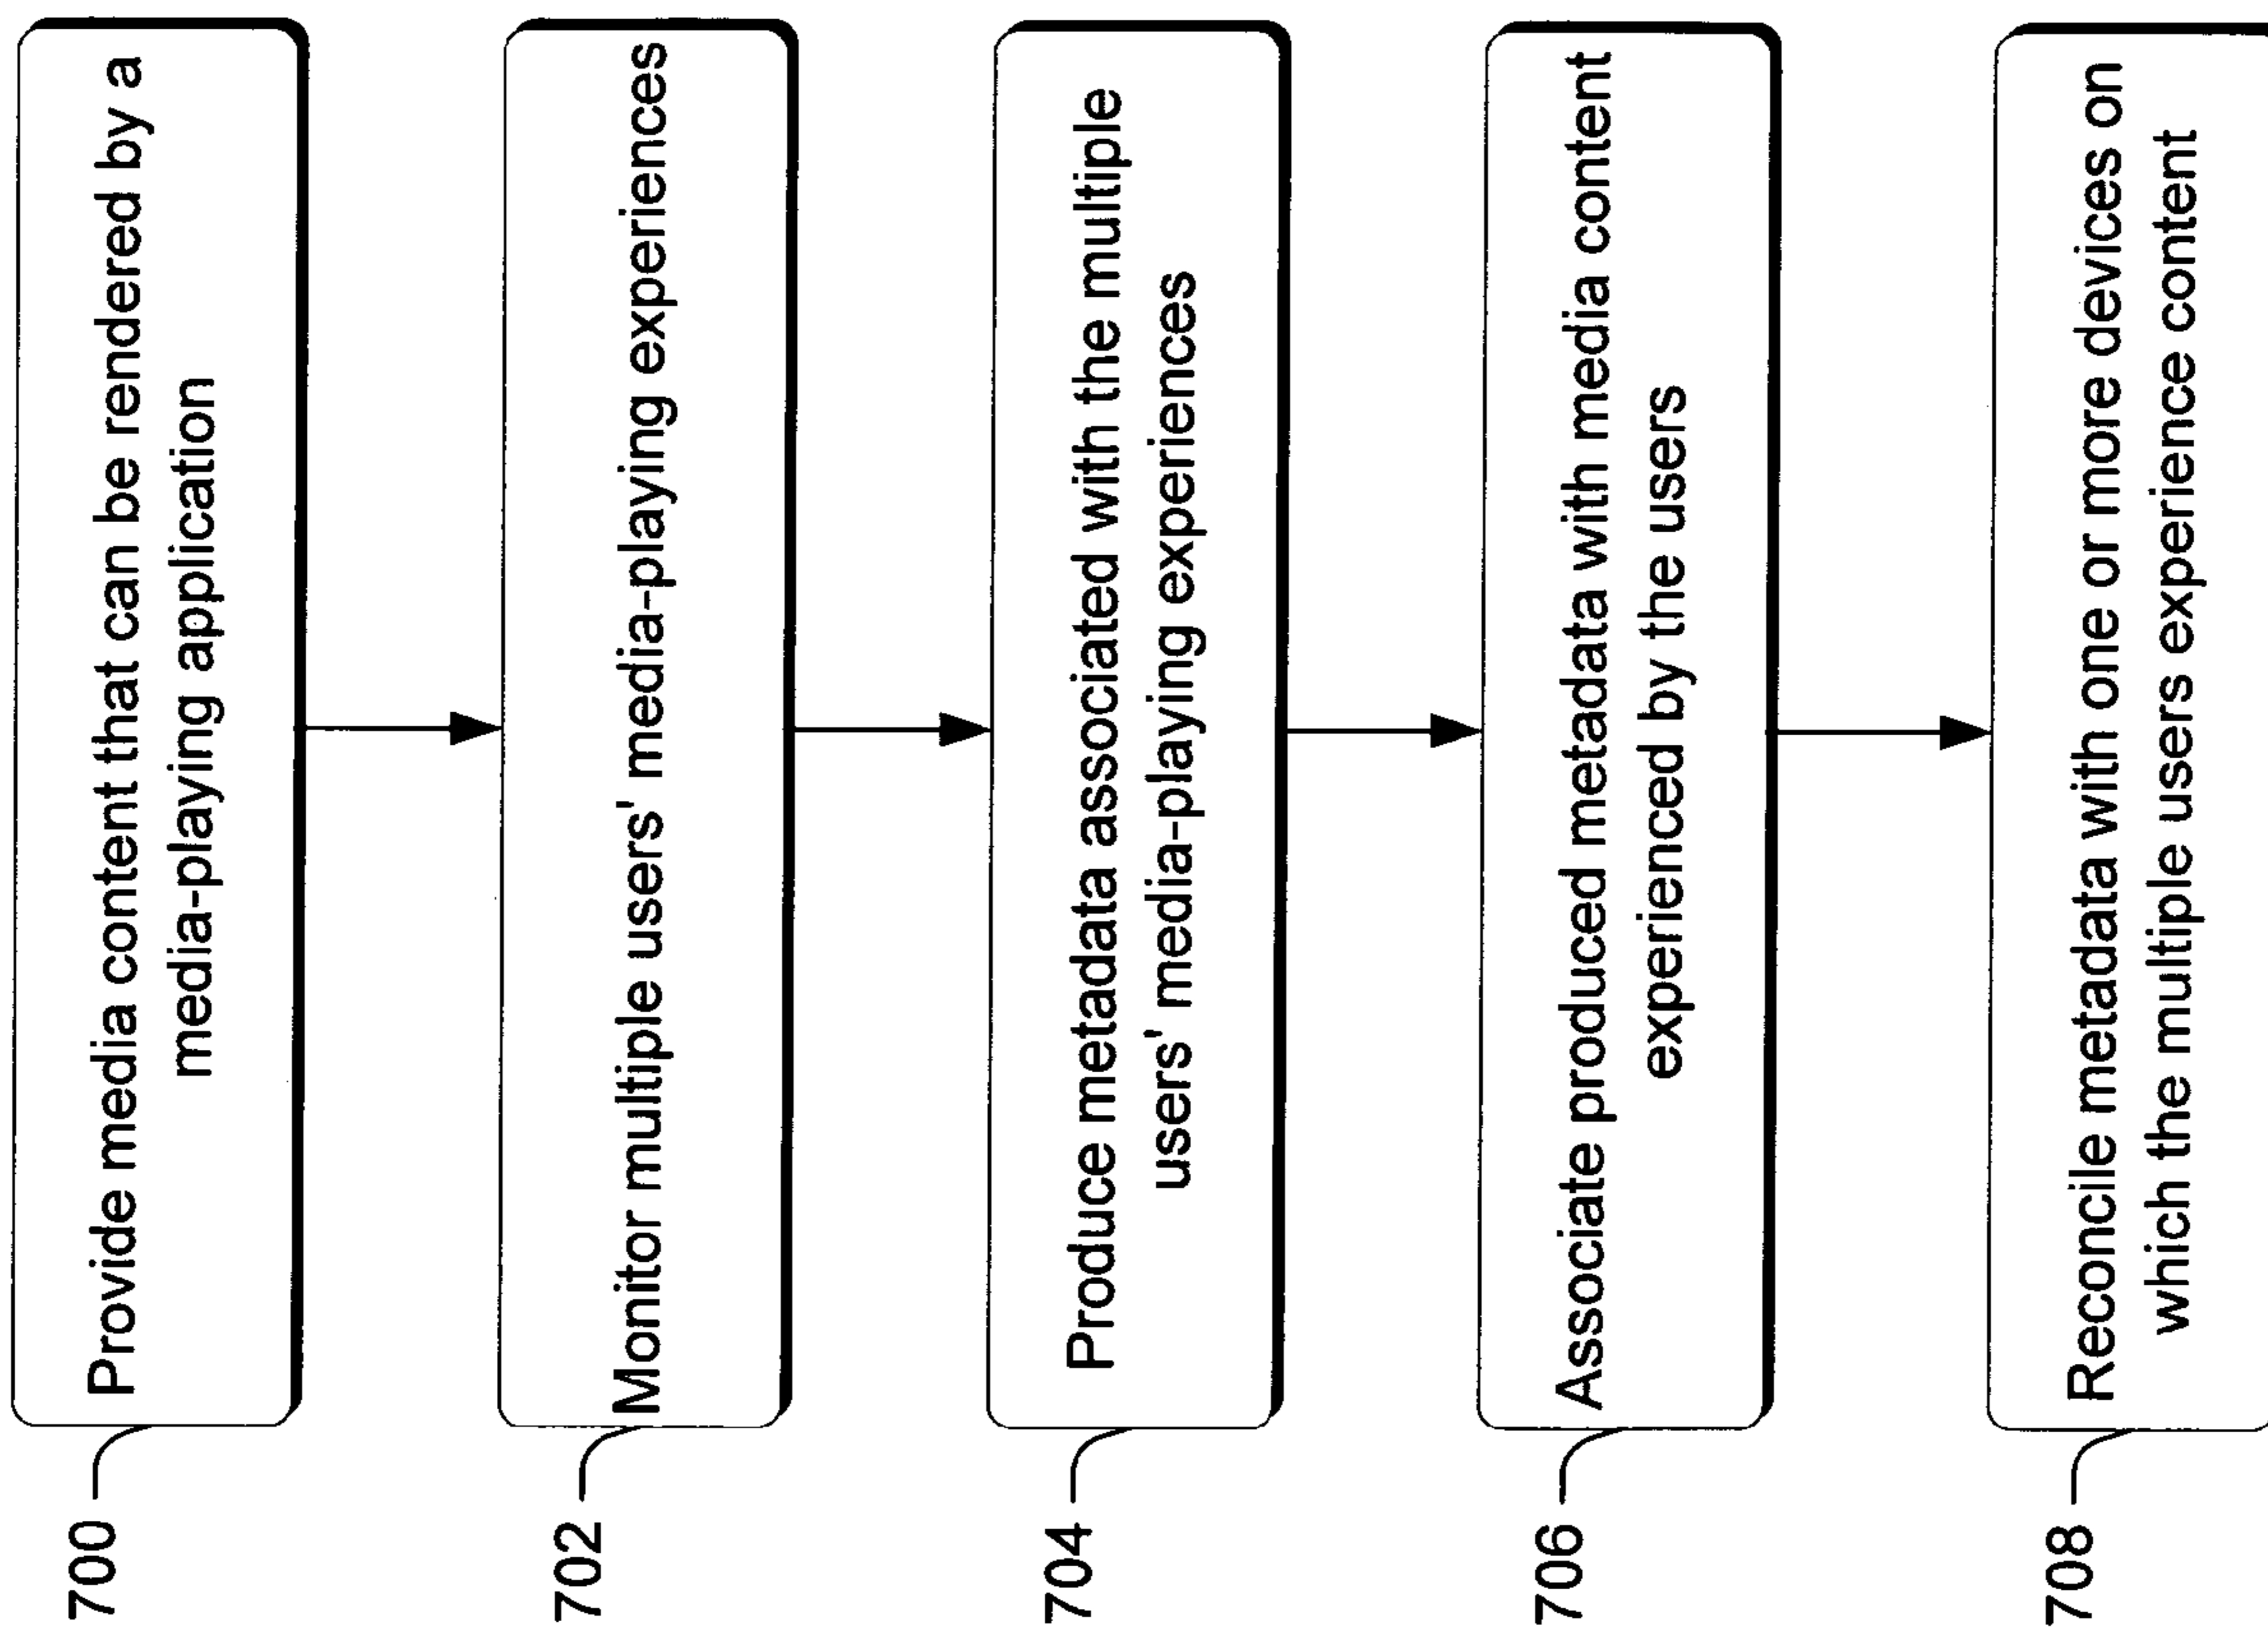 700
Provide media content that can be rendered by a
media-playing application
702
Monitor multiple users' media-playing experiences
704
Produce metadata associated with the multiple
users' media-playing experiences
706
Associate produced metadata with media content
experienced by the users
708
Reconcile metadata with one or more devices on
which the multiple users experience content